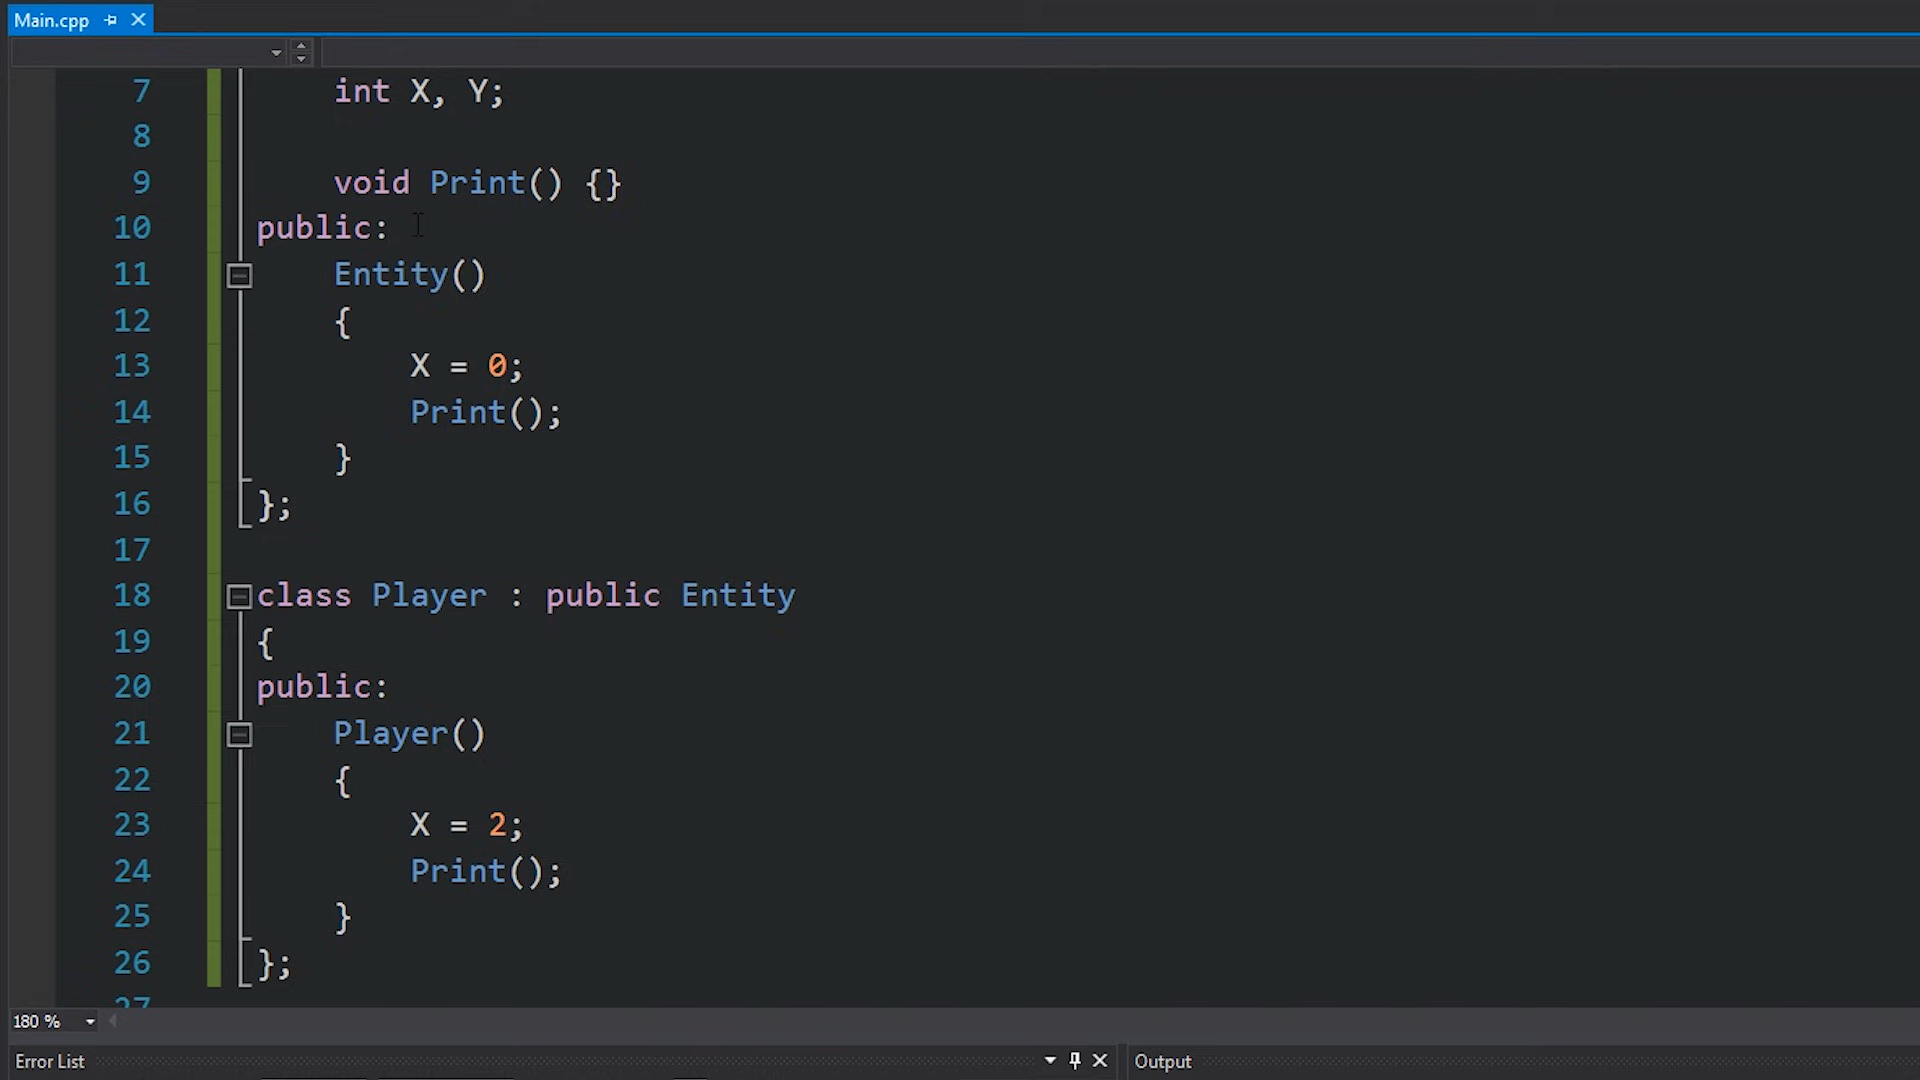 Main.cpp
7 int X, Y;
8
9 void Print() {}
10 public:
11 Entity()
12 {
13 X = 0;
14 Print();
15 }
16 };
17
18 class Player : public Entity
19 {
20 public:
21 Player()
22 {
23 X = 2;
24 Print();
25 }
26 };
27
180 %
Error List
Output